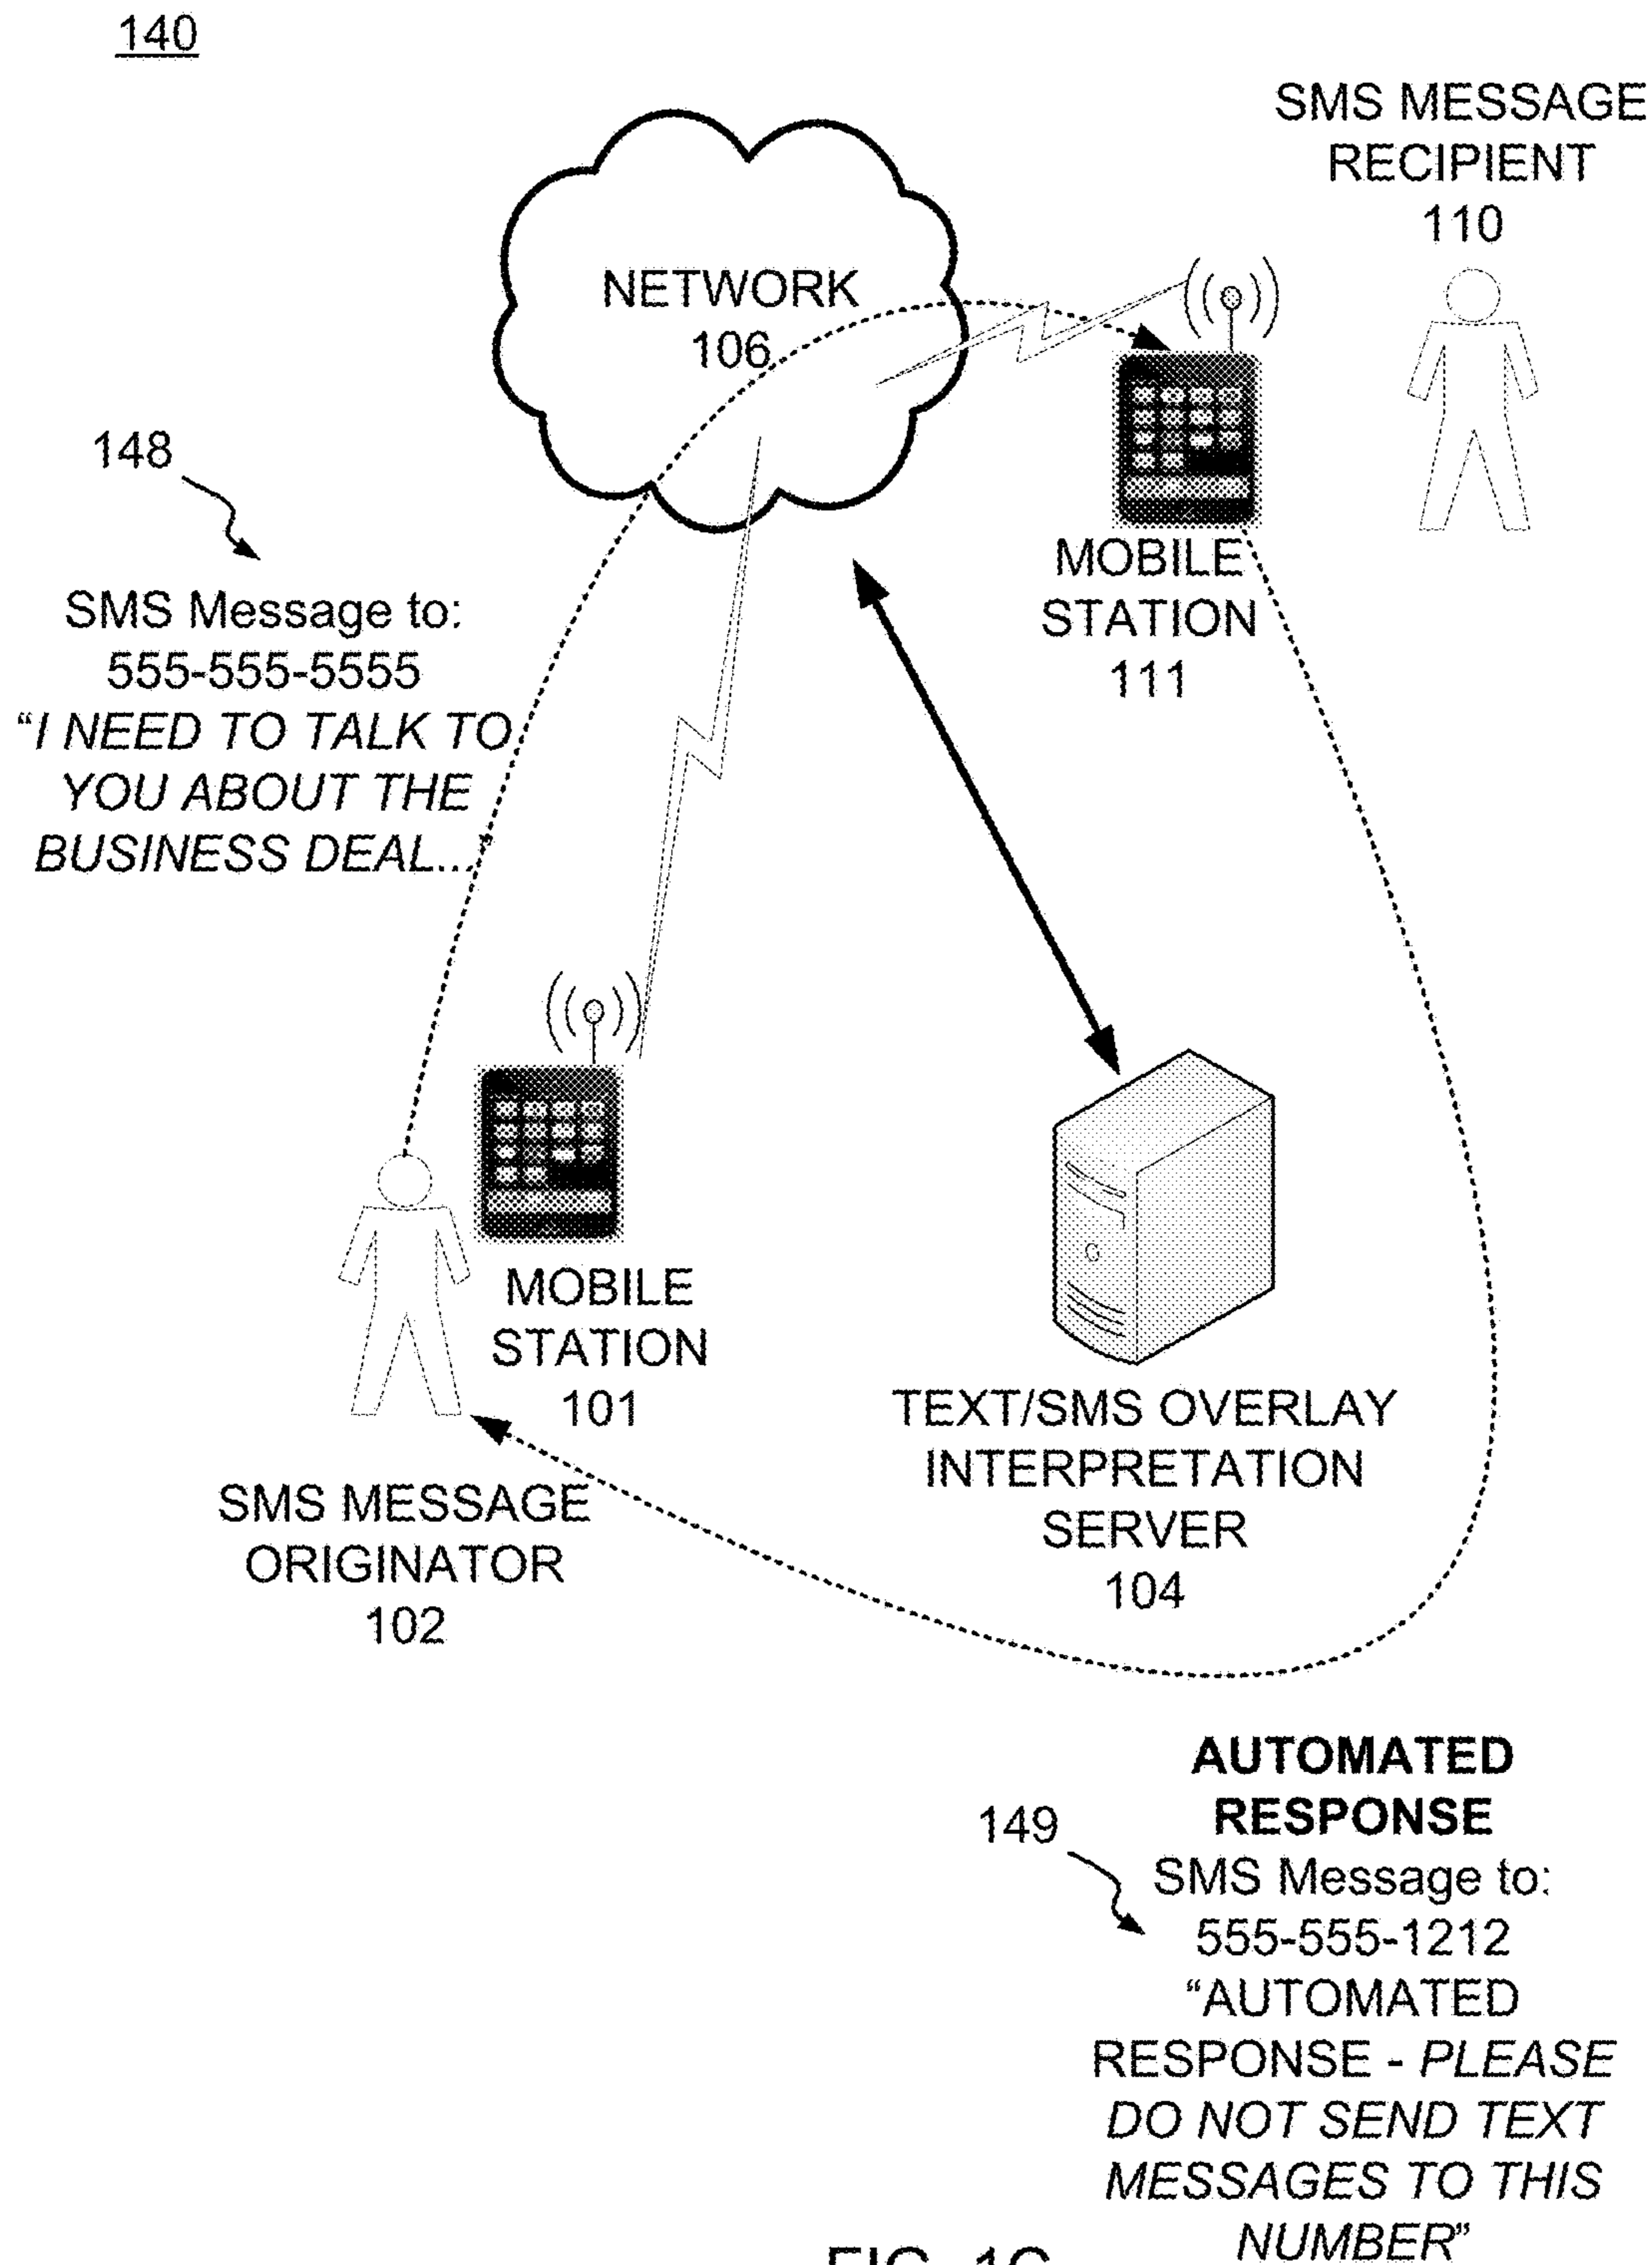 140
SMS MESSAGE
RECIPIENT
110
NETWORK
106
148
SMS Message to:
555-555-5555
“I NEED TO TALK TO
YOU ABOUT THE
BUSINESS DEAL...”
MOBILE
STATION
111
MOBILE
STATION
101
SMS MESSAGE
ORIGINATOR
102
TEXT/SMS OVERLAY
INTERPRETATION
SERVER
104
149
AUTOMATED
RESPONSE
SMS Message to:
555-555-1212
“AUTOMATED
RESPONSE - PLEASE
DO NOT SEND TEXT
MESSAGES TO THIS
NUMBER”
FIG. 1C